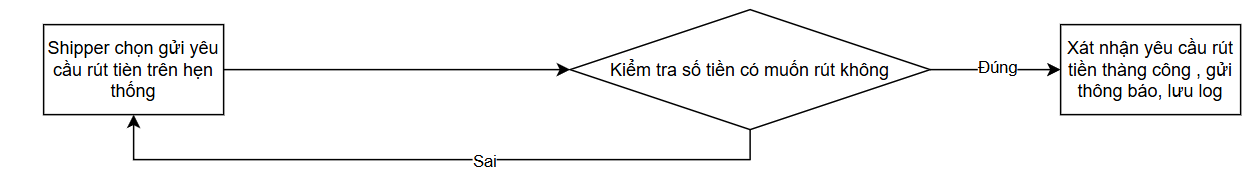 Shipper chọn gửi yêu
cầu rút tièn trên hẹn
thống
Kiểm tra số tiền có muốn rút không
Đúng
Xát nhận yêu cầu rút
tiền thàng công , gửi
thông báo, lưu log
Sai